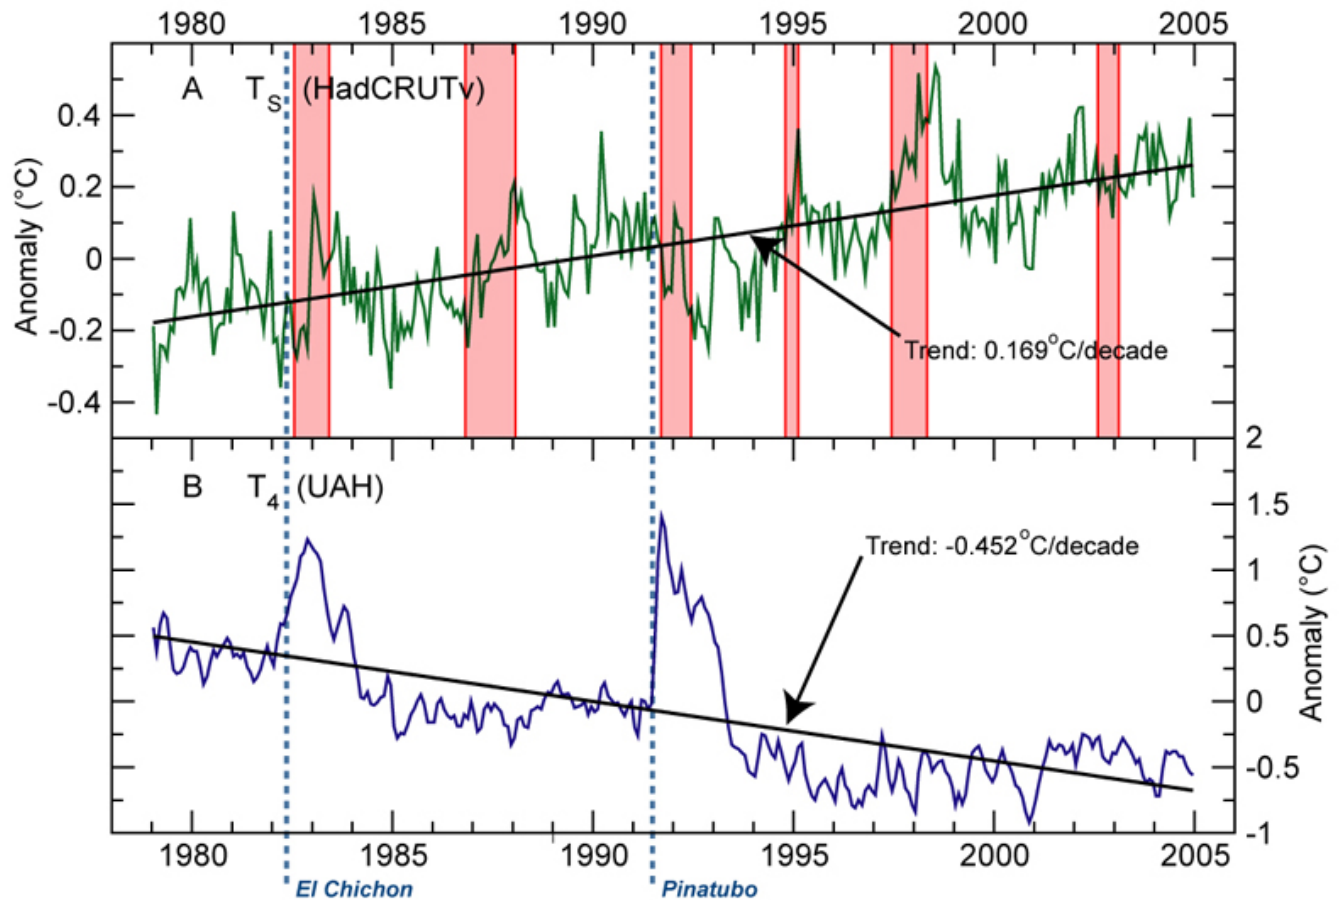 1980 1985 1990 1995 2000 2005
A TS (HadCRUTv)
0.4
0.2
0
-0.2
-0.4
Anomaly (°C)
Trend: 0.169°C/decade
B T4 (UAH)
2
1.5
1
0.5
0
-0.5
-1
Anomaly (°C)
Trend: -0.452°C/decade
1980 1985 1990 1995 2000 2005
El Chichon Pinatubo